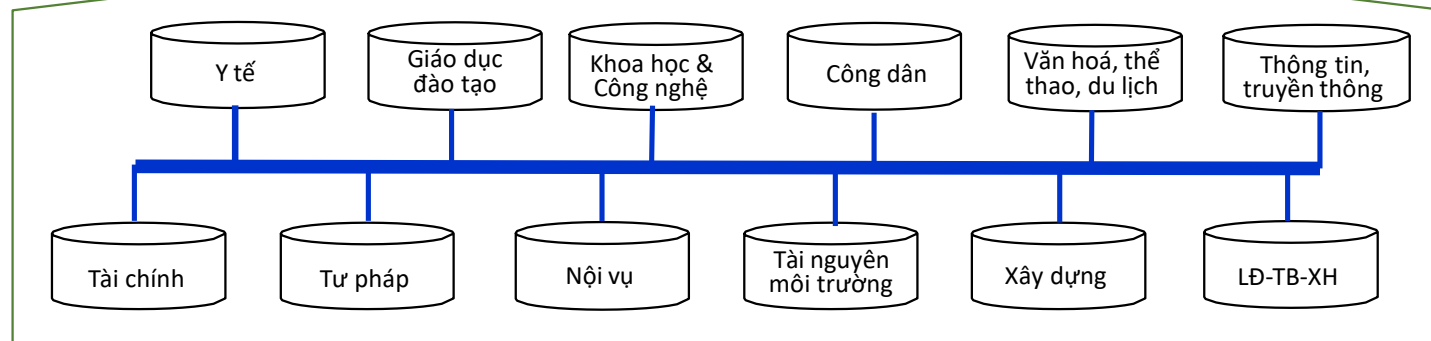 Y tế
Giáo dục
đào tạo
Khoa học &
Công nghệ
Công dân
Văn hoá, thể
thao, du lịch
Thông tin,
truyền thông
Tài chính
Tư pháp
Nội vụ
Tài nguyên
môi trường
Xây dựng
LĐ-TB-XH